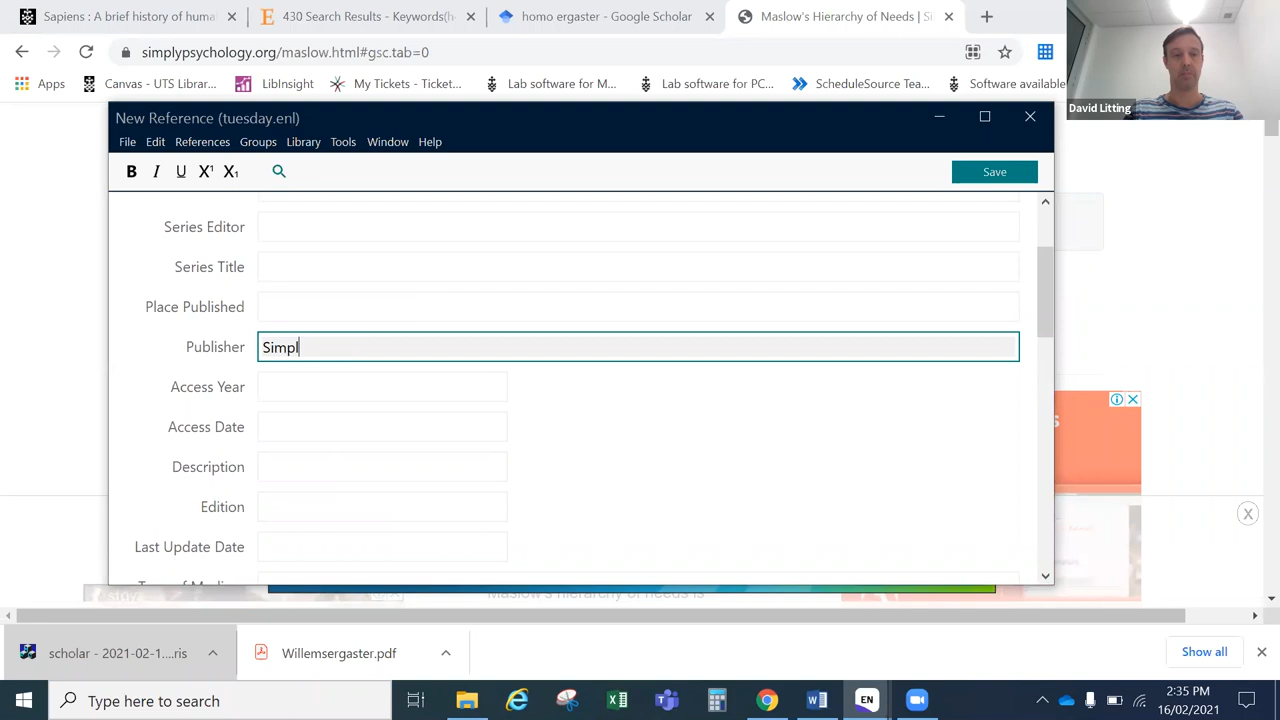 Sapiens : A brief history of huma
430 Search Results - Keywords(h
homo ergaster - Google Scholar
Maslow's Hierarchy of Needs | Si
simplypsychology.org/maslow.html#gsc.tab=0
Apps
Canvas - UTS Librar...
LibInsight
My Tickets - Ticket...
Lab software for M...
Lab software for PC...
ScheduleSource Tea...
Software available
David Litting
New Reference (tuesday.enl)
File Edit References Groups Library Tools Window Help
B I U X¹ X₁
Save
Series Editor
Series Title
Place Published
Publisher
Simpl
Access Year
Access Date
Description
Edition
Last Update Date
Maslow's hierarchy of needs is
X
scholar - 2021-02-1....ris
Willemsergaster.pdf
Show all
Type here to search
EN
2:35 PM
16/02/2021